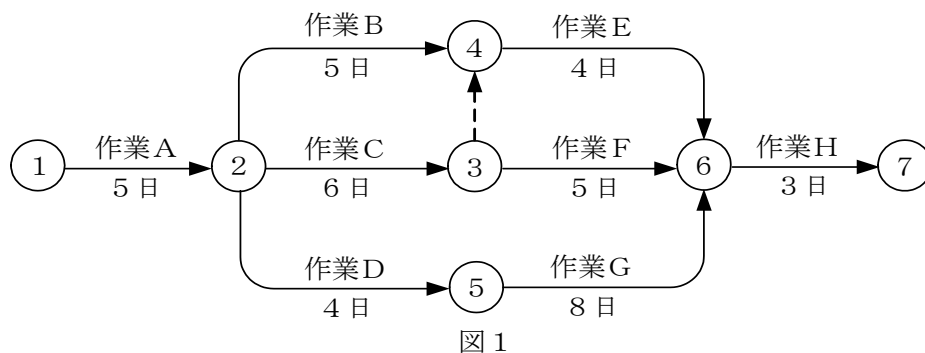 作業B
5日
④
作業E
4日
①
作業A
5日
②
作業C
6日
③
作業F
5日
⑥
作業H
3日
⑦
作業D
4日
⑤
作業G
8日
図1